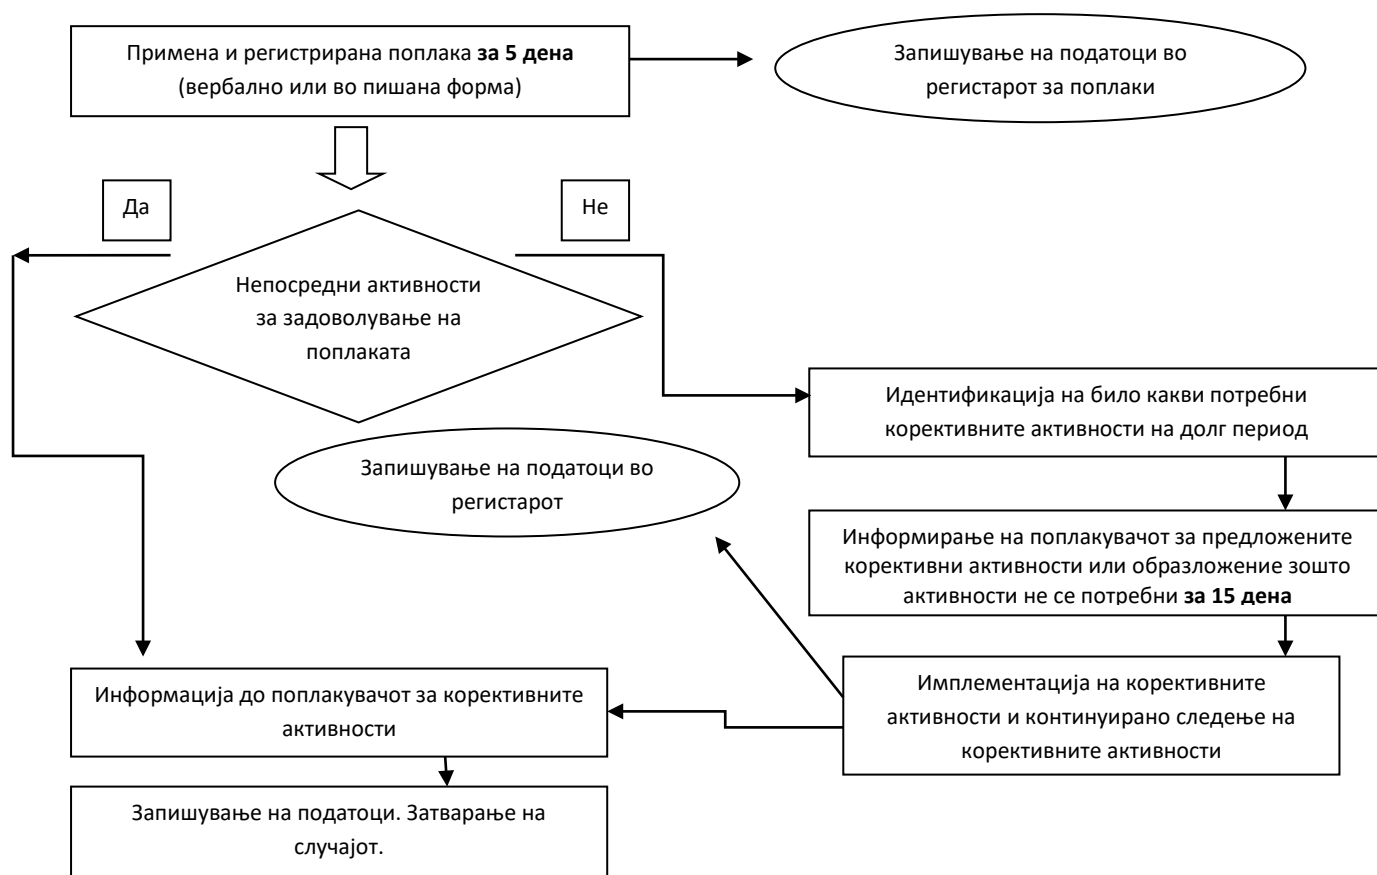 Примена и регистрирана поплака за 5 дена
(вербално или во пишана форма)
Запишување на податоци во
регистарот за поплаки
Да
Не
Непосредни активности
за задоволување на
поплаката
Идентификација на било какви потребни
корективните активности на долг период
Запишување на податоци во
регистарот
Информирање на поплакувачот за предложените
корективни активности или образложение зошто
активности не се потребни за 15 дена
Информација до поплакувачот за корективните
активности
Имплементација на корективните
активности и континуирано следење на
корективните активности
Запишување на податоци. Затварање на
случајот.